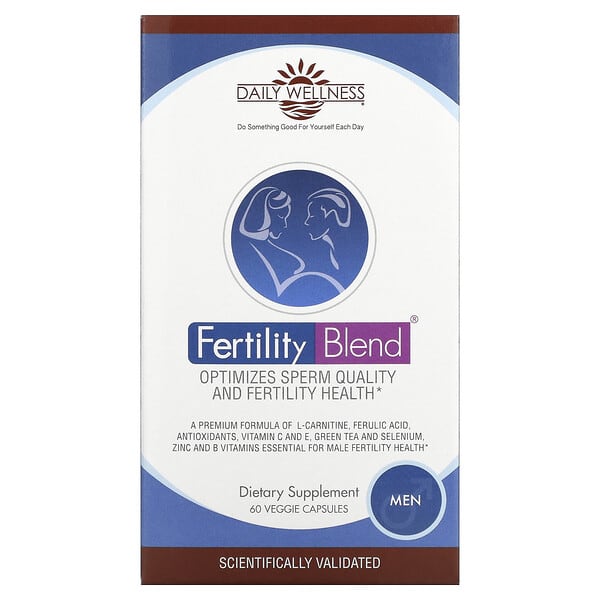 DAILY WELLNESS®
Do Something Good For Yourself Each Day
Fertility Blend®
OPTIMIZES SPERM QUALITY
AND FERTILITY HEALTH*
A PREMIUM FORMULA OF L-CARNITINE, FERULIC ACID,
ANTIOXIDANTS, VITAMIN C AND E, GREEN TEA AND SELENIUM,
ZINC AND B VITAMINS ESSENTIAL FOR MALE FERTILITY HEALTH*
Dietary Supplement
60 VEGGIE CAPSULES
MEN
SCIENTIFICALLY VALIDATED